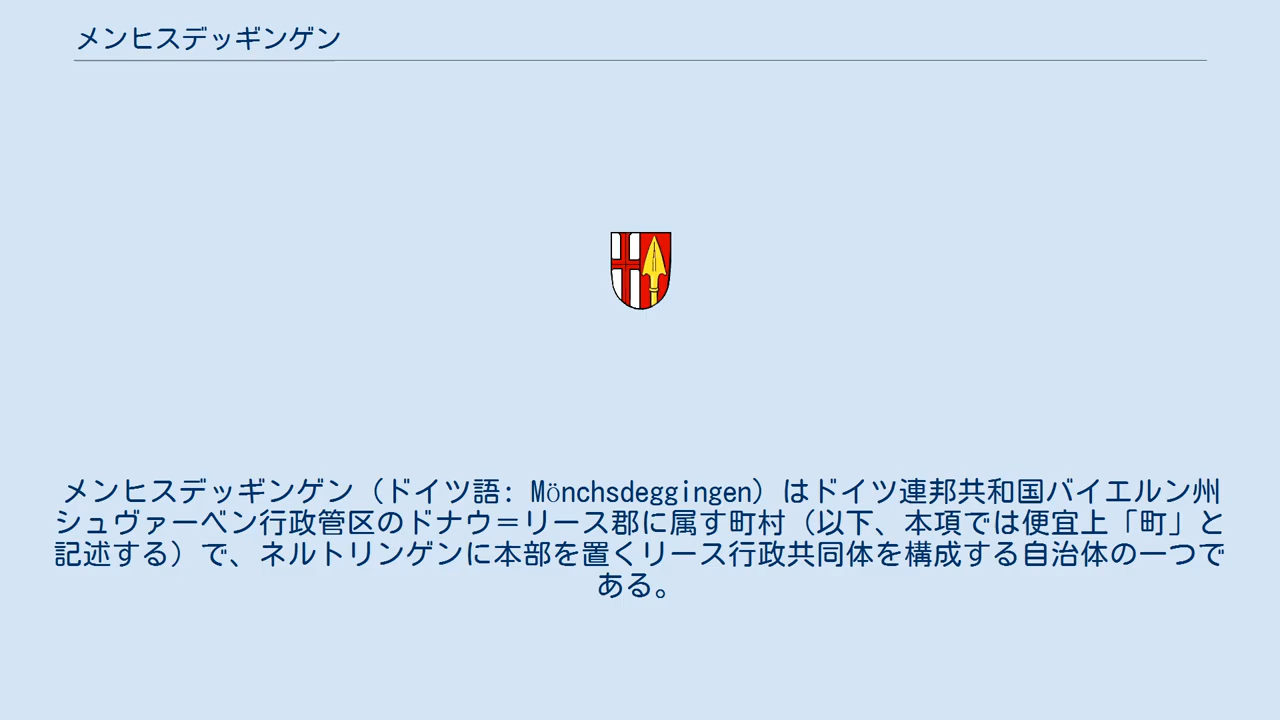 メンヒスデッギンゲン
メンヒスデッギンゲン（ドイツ語: Mönchsdeggingen）はドイツ連邦共和国バイエルン州
シュヴァーベン行政管区のドナウ＝リース郡に属す町村（以下、本項では便宜上「町」と
記述する）で、ネルトリンゲンに本部を置くリース行政共同体を構成する自治体の一つで
ある。